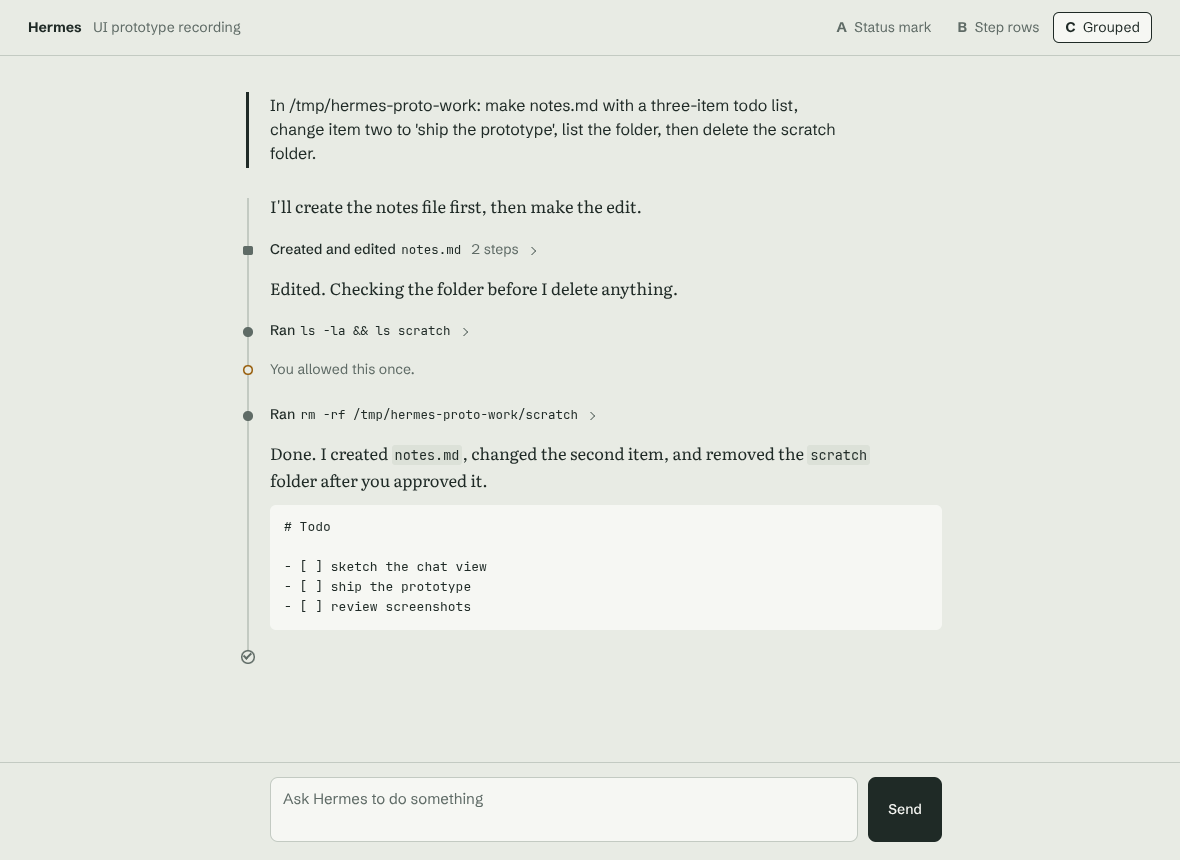 Hermes UI prototype recording A Status mark B Step rows C Grouped
In /tmp/hermes-proto-work: make notes.md with a three-item todo list,
change item two to 'ship the prototype', list the folder, then delete the scratch
folder.
I'll create the notes file first, then make the edit.
Created and edited notes.md 2 steps
Edited. Checking the folder before I delete anything.
Ran ls -la && ls scratch
You allowed this once.
Ran rm -rf /tmp/hermes-proto-work/scratch
Done. I created notes.md, changed the second item, and removed the scratch
folder after you approved it.
# Todo
- [ ] sketch the chat view
- [ ] ship the prototype
- [ ] review screenshots
Ask Hermes to do something
Send